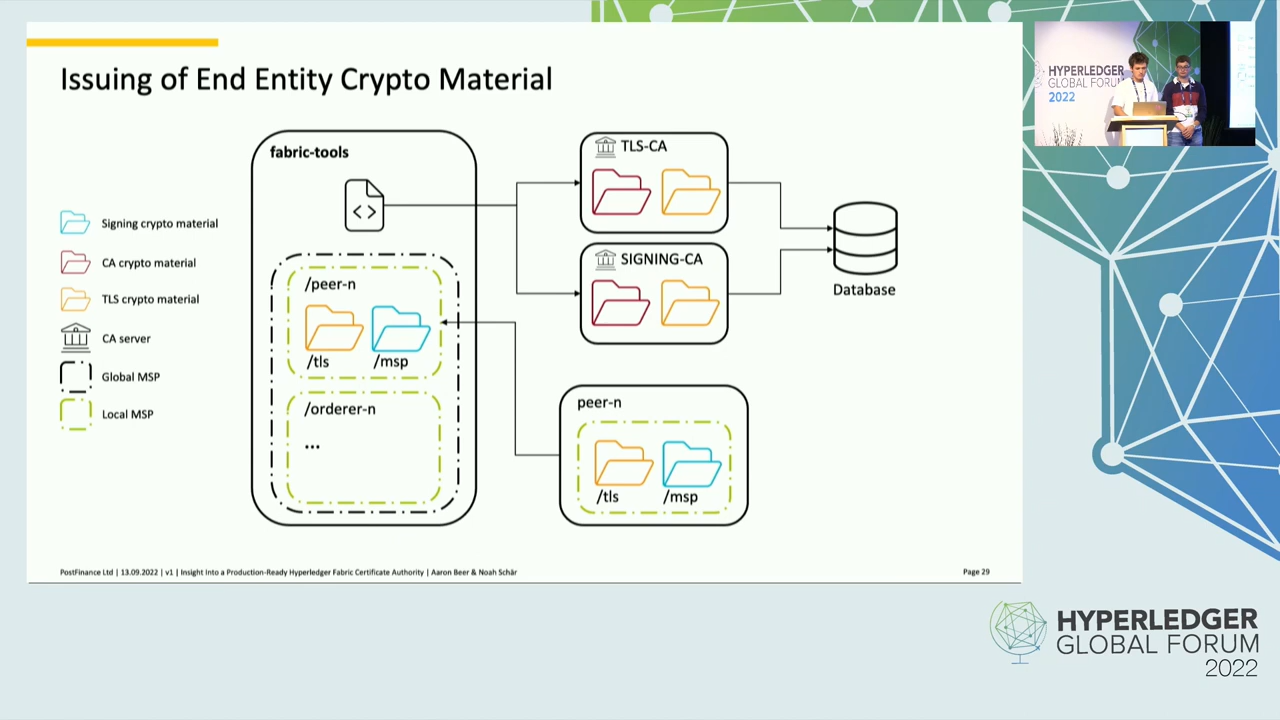 Issuing of End Entity Crypto Material
fabric-tools
Signing crypto material
CA crypto material
TLS crypto material
CA server
Global MSP
Local MSP
/peer-n
/tls
/msp
/orderer-n
...
TLS-CA
SIGNING-CA
Database
peer-n
/tls
/msp
PostFinance Ltd | 13.09.2022 | v1 | Insight Into a Production-Ready Hyperledger Fabric Certificate Authority | Aaron Beer & Noah Schär
Page 29
HYPERLEDGER
GLOBAL FORUM
2022
HYPERLEDGER
GLOBAL FORUM
2022